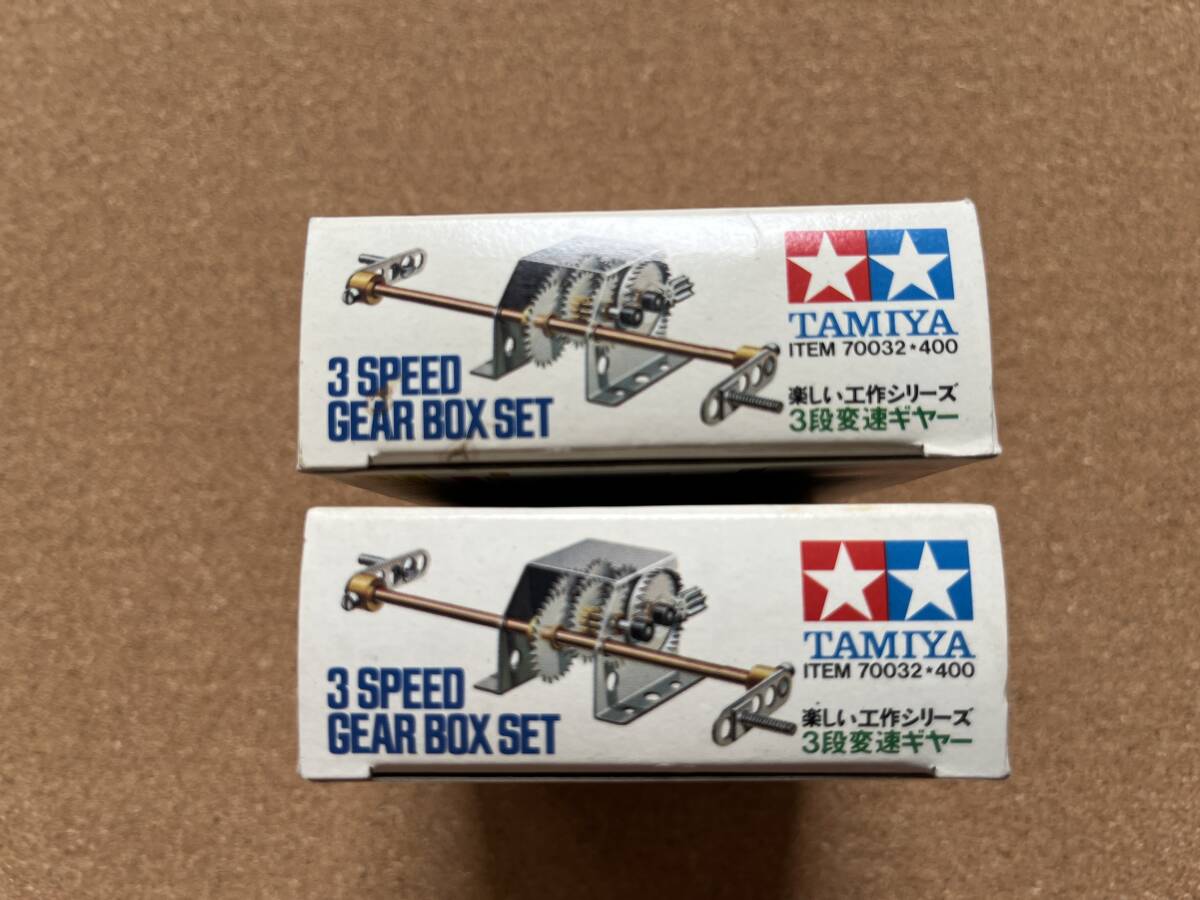 3 SPEED
GEAR BOX SET
TAMIYA
ITEM 70032★400
楽しい工作シリーズ
3段変速ギヤー
3 SPEED
GEAR BOX SET
TAMIYA
ITEM 70032★400
楽しい工作シリーズ
3段変速ギヤー